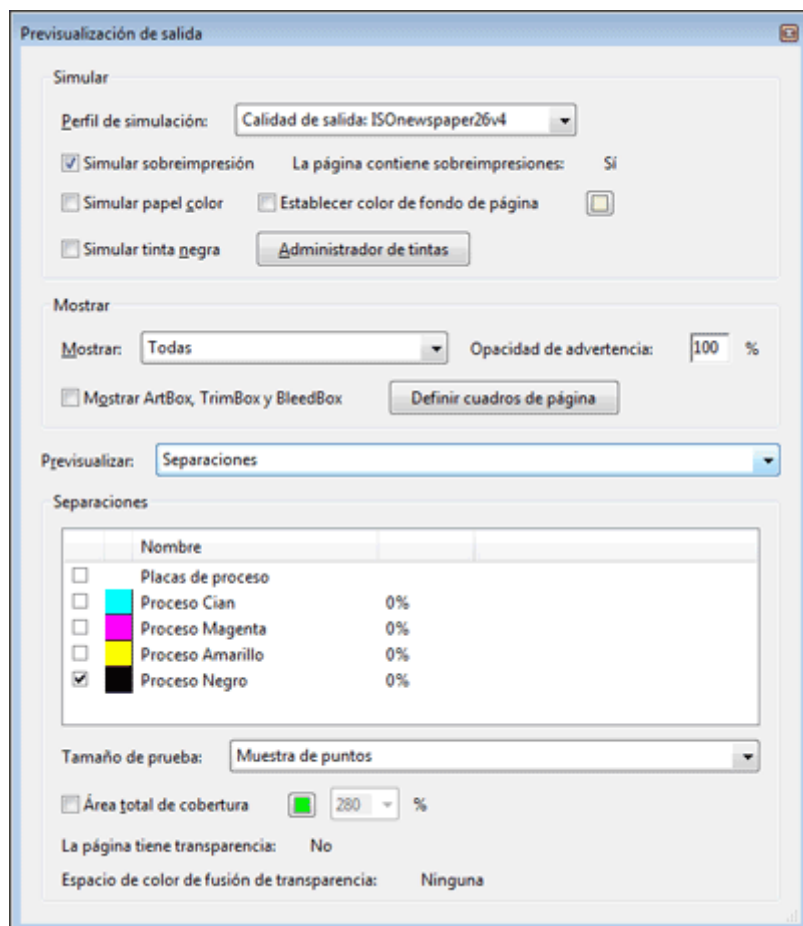 Previsualización de salida
Simular
Perfil de simulación: Calidad de salida: ISOnewspaper26v4
Simular sobreimpresión La página contiene sobreimpresiones: Sí
Simular papel color Establecer color de fondo de página
Simular tinta negra Administrador de tintas
Mostrar
Mostrar: Todas Opacidad de advertencia: 100 %
Mostrar ArtBox, TrimBox y BleedBox Definir cuadros de página
Previsualizar: Separaciones
Separaciones
Nombre
Placas de proceso
Proceso Cian 0%
Proceso Magenta 0%
Proceso Amarillo 0%
Proceso Negro 0%
Tamaño de prueba: Muestra de puntos
Área total de cobertura 280 %
La página tiene transparencia: No
Espacio de color de fusión de transparencia: Ninguna